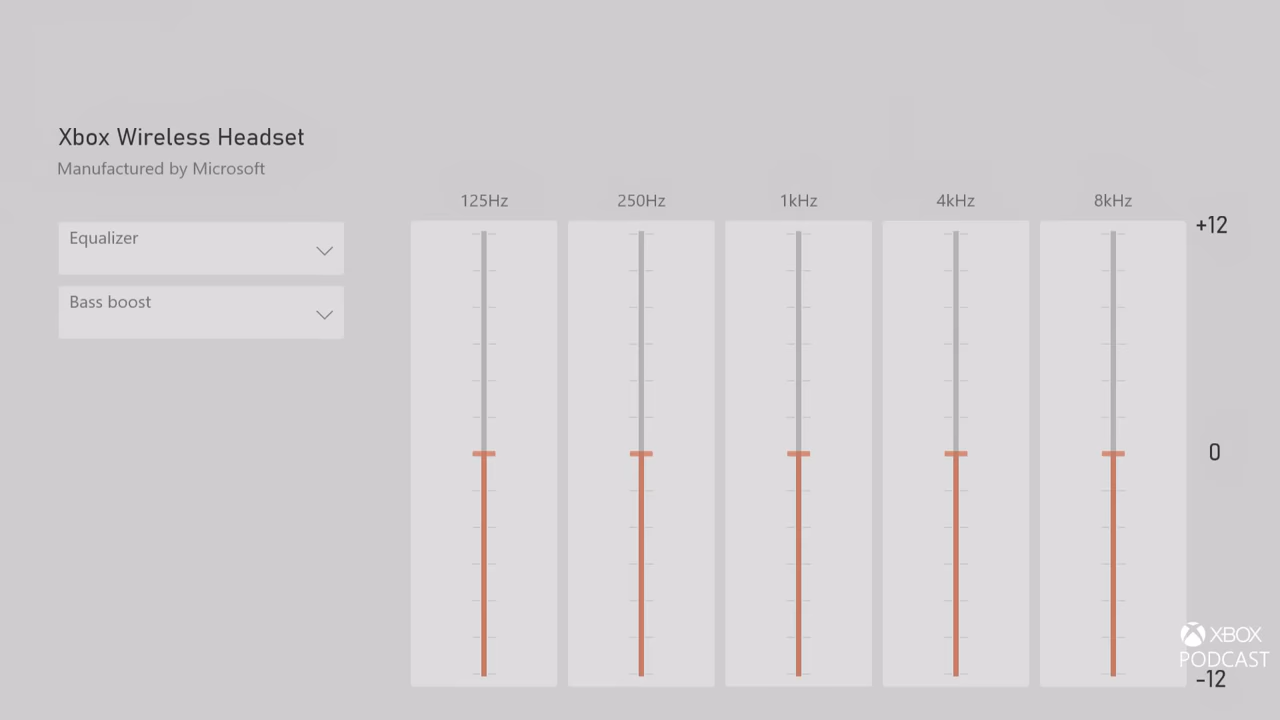 Xbox Wireless Headset
Manufactured by Microsoft
Equalizer
Bass boost
125Hz 250Hz 1kHz 4kHz 8kHz
+12
0
-12
XBOX
PODCAST